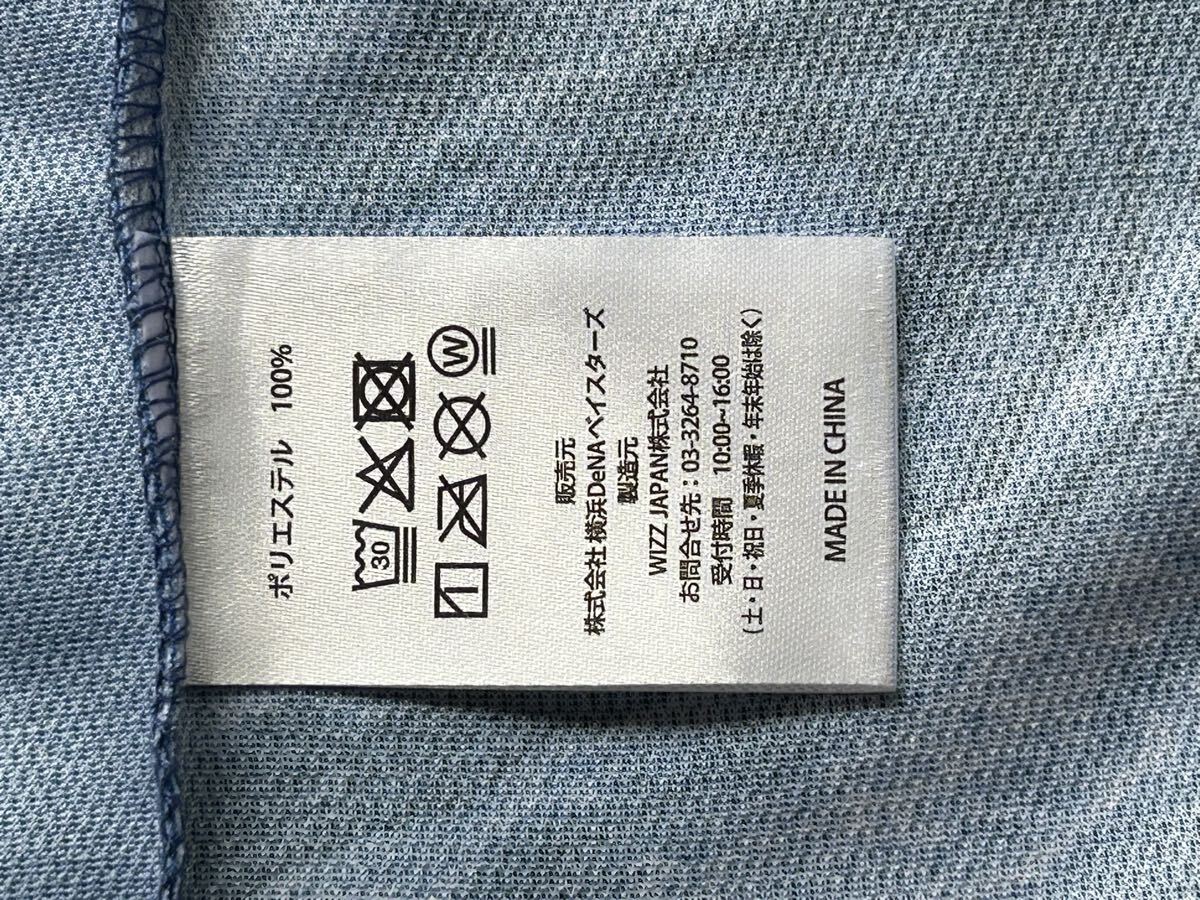 ポリエステル 100%
30
W
販売元
株式会社 横浜DeNAベイスターズ
製造元
WIZZ JAPAN株式会社
お問合せ先：03-3264-8710
受付時間 10:00~16:00
(土・日・祝日・夏季休暇・年末年始は除く)
MADE IN CHINA